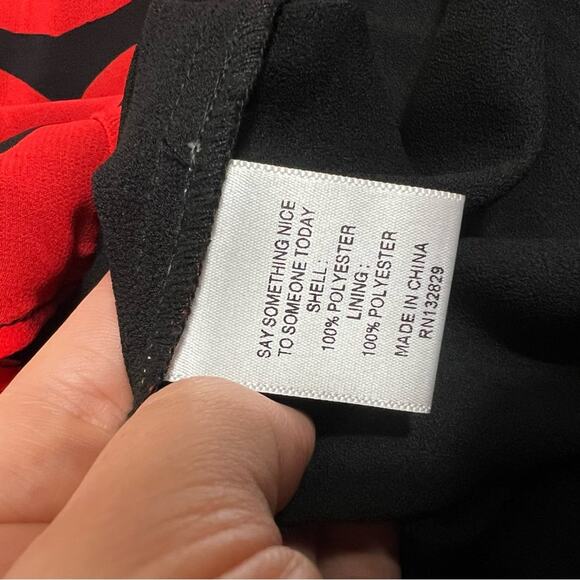 SAY SOMETHING NICE
TO SOMEONE TODAY
SHELL :
100% POLYESTER
LINING :
100% POLYESTER
MADE IN CHINA
RN132829